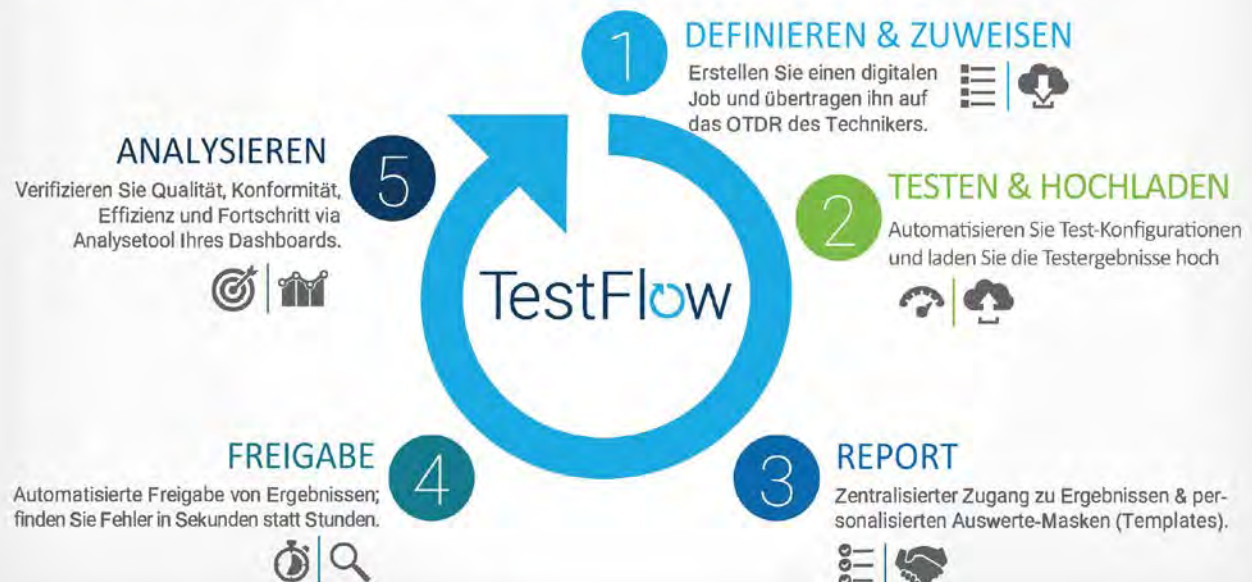 1
DEFINIEREN & ZUWEISEN
Erstellen Sie einen digitalen
Job und übertragen ihn auf
das OTDR des Technikers.
2
TESTEN & HOCHLADEN
Automatisieren Sie Test-Konfigurationen
und laden Sie die Testergebnisse hoch
3
REPORT
Zentralisierter Zugang zu Ergebnissen & per-
sonalisierten Auswerte-Masken (Templates).
4
FREIGABE
Automatisierte Freigabe von Ergebnissen;
finden Sie Fehler in Sekunden statt Stunden.
5
ANALYSIEREN
Verifizieren Sie Qualität, Konformität,
Effizienz und Fortschritt via
Analysetool Ihres Dashboards.
TestFlow